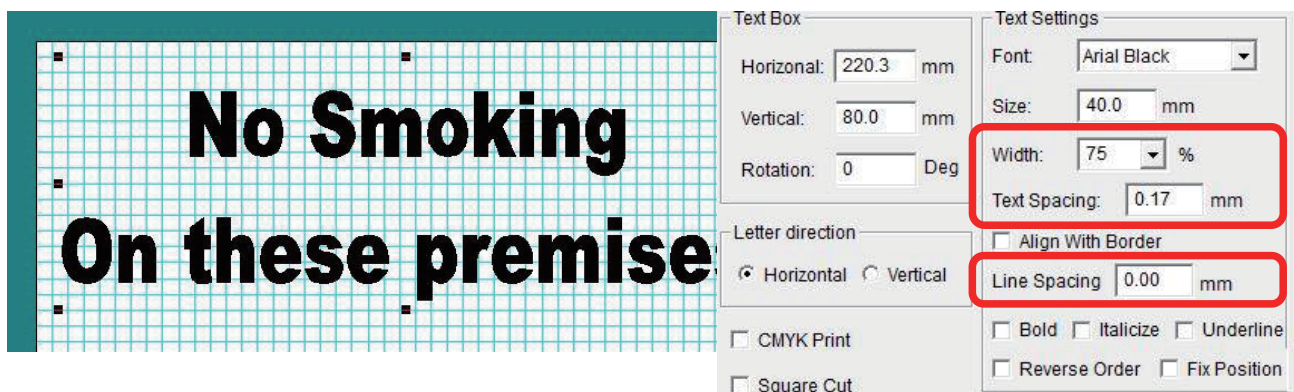 No Smoking
On these premises
Text Box
Horizonal: 220.3 mm
Vertical: 80.0 mm
Rotation: 0 Deg
Letter direction
Horizontal Vertical
CMYK Print
Square Cut
Text Settings
Font: Arial Black
Size: 40.0 mm
Width: 75 %
Text Spacing: 0.17 mm
Align With Border
Line Spacing 0.00 mm
Bold Italicize Underline
Reverse Order Fix Position